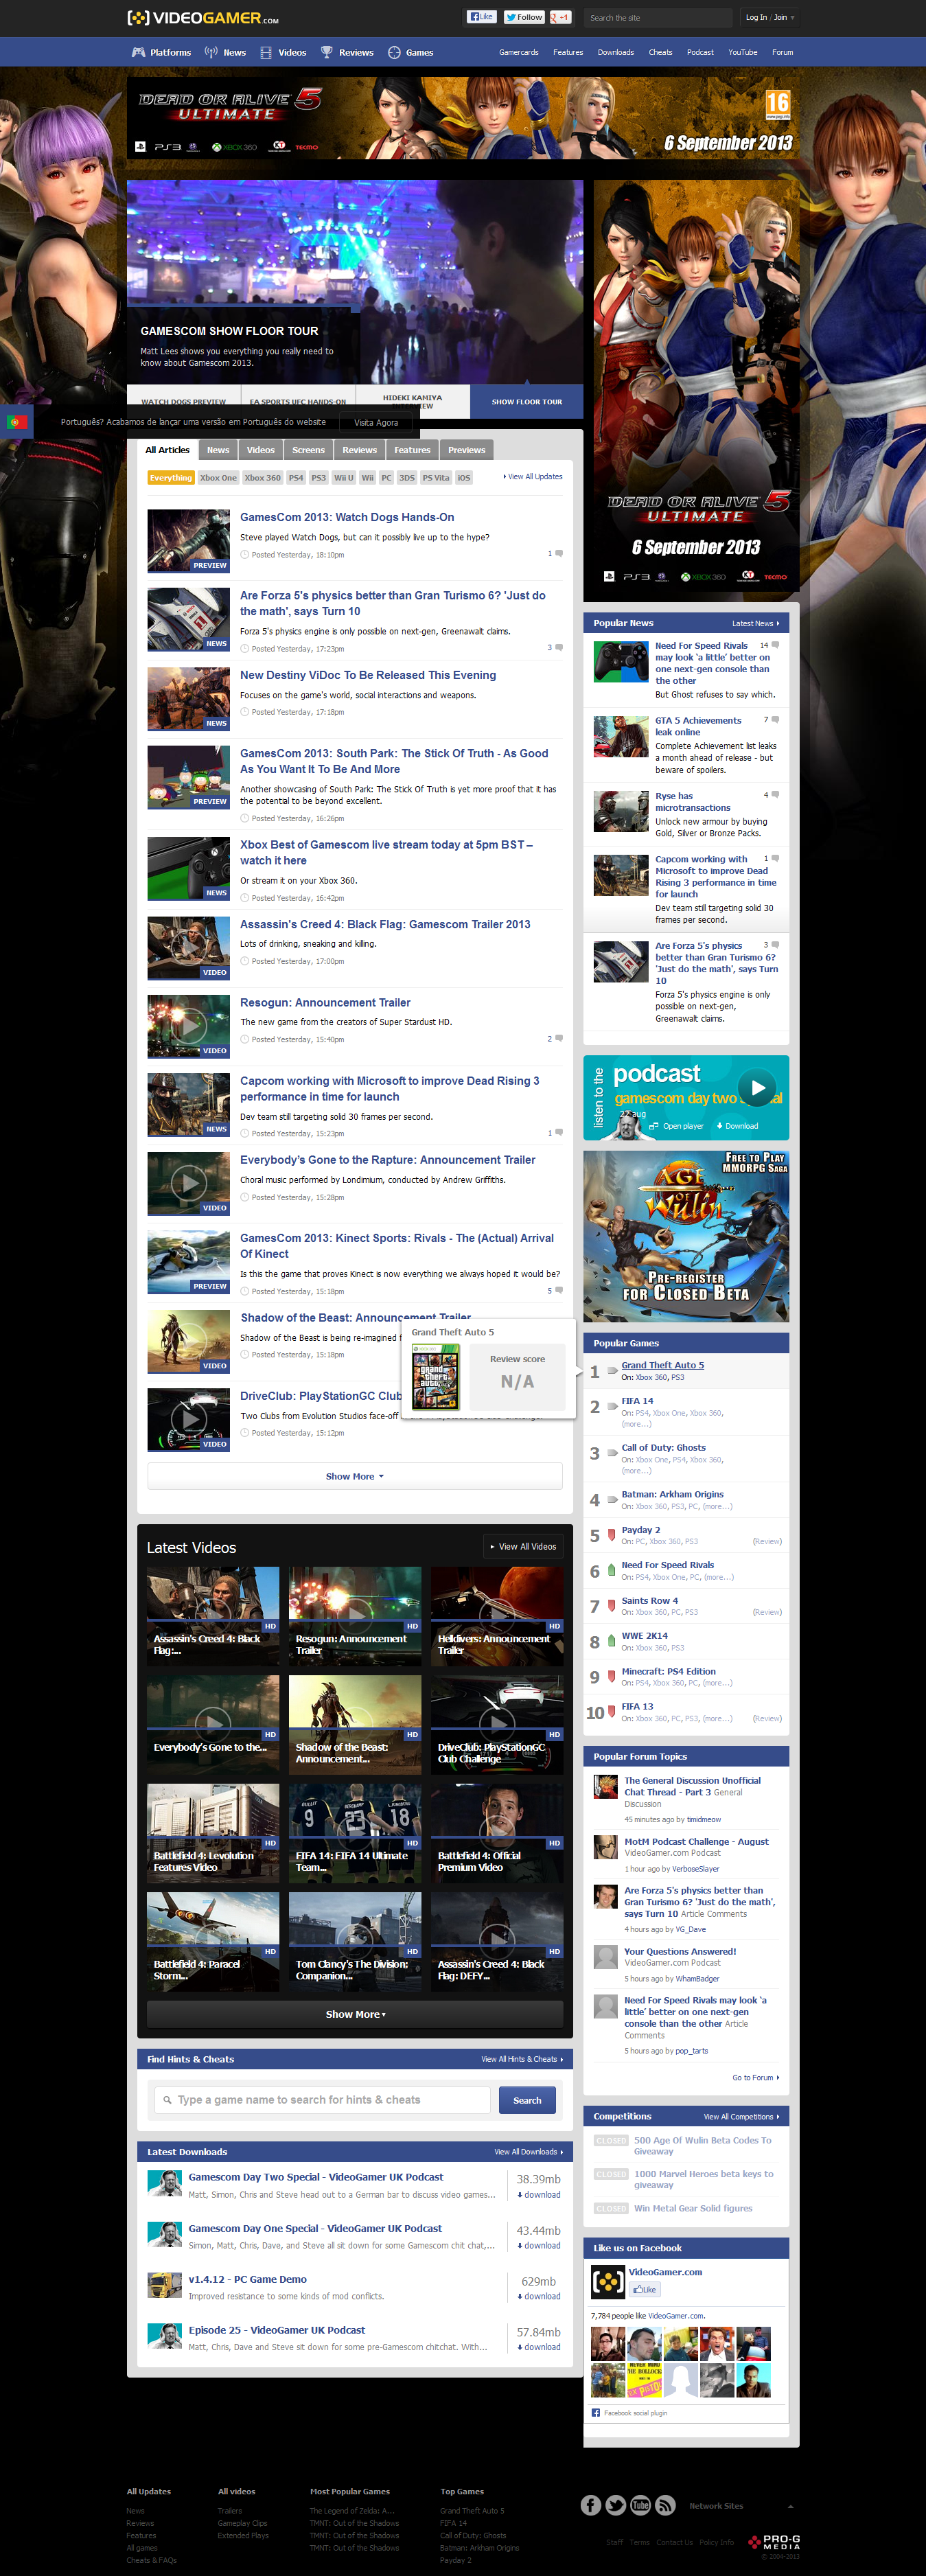 VIDEOGAMER.COM
Like
Follow
+1
Search the site
Log In / Join
Platforms
News
Videos
Reviews
Games
Gamercards
Features
Downloads
Cheats
Podcast
YouTube
Forum
DEAD OR ALIVE 5
ULTIMATE
PS3
XBOX 360
KT
TECMO
16
6 September 2013
GAMESCOM SHOW FLOOR TOUR
Matt Lees shows you everything you really need to
know about Gamescom 2013.
WATCH DOGS PREVIEW
EA SPORTS UFC HANDS-ON
HIDEKI KAMIYA
SHOW FLOOR TOUR
Português? Acabamos de lançar uma versão em Português do website
Visita Agora
DEAD OR ALIVE 5
ULTIMATE
6 September 2013
PS3
XBOX 360
TECMO
All Articles
News
Videos
Screens
Reviews
Features
Previews
Everything
Xbox One
Xbox 360
PS4
PS3
Wii U
Wii
PC
3DS
PS Vita
iOS
View All Updates
GamesCom 2013: Watch Dogs Hands-On
Steve played Watch Dogs, but can it possibly live up to the hype?
PREVIEW
Posted Yesterday, 18:10pm
1
Are Forza 5's physics better than Gran Turismo 6? 'Just do
the math', says Turn 10
Forza 5's physics engine is only possible on next-gen, Greenawalt claims.
NEWS
Posted Yesterday, 17:23pm
3
New Destiny ViDoc To Be Released This Evening
Focuses on the game's world, social interactions and weapons.
NEWS
Posted Yesterday, 17:18pm
GamesCom 2013: South Park: The Stick Of Truth - As Good
As You Want It To Be And More
Another showcasing of South Park: The Stick Of Truth is yet more proof that it has
the potential to be beyond excellent.
PREVIEW
Posted Yesterday, 16:26pm
Xbox Best of Gamescom live stream today at 5pm BST –
watch it here
Or stream it on your Xbox 360.
NEWS
Posted Yesterday, 16:42pm
Assassin's Creed 4: Black Flag: Gamescom Trailer 2013
Lots of drinking, sneaking and killing.
VIDEO
Posted Yesterday, 17:00pm
Resogun: Announcement Trailer
The new game from the creators of Super Stardust HD.
VIDEO
Posted Yesterday, 15:40pm
2
Capcom working with Microsoft to improve Dead Rising 3
performance in time for launch
Dev team still targeting solid 30 frames per second.
NEWS
Posted Yesterday, 15:23pm
1
Everybody's Gone to the Rapture: Announcement Trailer
Choral music performed by Londimium, conducted by Andrew Griffiths.
VIDEO
Posted Yesterday, 15:28pm
GamesCom 2013: Kinect Sports: Rivals - The (Actual) Arrival
Of Kinect
Is this the game that proves Kinect is now everything we always hoped it would be?
PREVIEW
Posted Yesterday, 15:18pm
5
Shadow of the Beast: Announcement Trailer
Shadow of the Beast is being re-imagined
VIDEO
Posted Yesterday, 15:18pm
DriveClub: PlayStationGC Club
Two Clubs from Evolution Studios face-off
VIDEO
Posted Yesterday, 15:12pm
Grand Theft Auto 5
Review score
N/A
Show More
Popular News
Latest News
Need For Speed Rivals
may look 'a little' better on
one next-gen console than
the other
14
But Ghost refuses to say which.
GTA 5 Achievements
leak online
7
Complete Achievement list leaks
a month ahead of release - but
beware of spoilers.
Ryse has
microtransactions
4
Unlock new armour by buying
Gold, Silver or Bronze Packs.
Capcom working with
Microsoft to improve Dead
Rising 3 performance in time
for launch
1
Dev team still targeting solid 30
frames per second.
Are Forza 5's physics
better than Gran Turismo 6?
'Just do the math', says Turn
10
3
Forza 5's physics engine is only
possible on next-gen,
Greenawalt claims.
listen to the
podcast
gamescom day two
22 aug
Open player
Download
FREE TO PLAY
MMORPG SAGA
AGE OF Wulin
PRE-REGISTER
FOR CLOSED BETA
Popular Games
1
Grand Theft Auto 5
On: Xbox 360, PS3
2
FIFA 14
On: PS4, Xbox One, Xbox 360,
(more...)
3
Call of Duty: Ghosts
On: Xbox One, PS4, Xbox 360,
(more...)
4
Batman: Arkham Origins
On: Xbox 360, PS3, PC, (more...)
5
Payday 2
On: PC, Xbox 360, PS3
(Review)
6
Need For Speed Rivals
On: PS4, Xbox One, PC, (more...)
7
Saints Row 4
On: Xbox 360, PC, PS3
(Review)
8
WWE 2K14
On: Xbox 360, PS3
9
Minecraft: PS4 Edition
On: PS4, Xbox 360, PC, (more...)
10
FIFA 13
On: Xbox 360, PC, PS3, (more...)
(Review)
Latest Videos
View All Videos
Assassin's Creed 4: Black
Flag:...
HD
Resogun: Announcement
Trailer
HD
Helldivers: Announcement
Trailer
HD
Everybody's Gone to the...
HD
Shadow of the Beast:
Announcement...
HD
DriveClub: PlayStationGC
Club Challenge
HD
Battlefield 4: Levolution
Features Video
HD
FIFA 14: FIFA 14 Ultimate
Team...
HD
Battlefield 4: Official
Premium Video
HD
Battlefield 4: Paracel
Storm...
HD
Tom Clancy's The Division:
Companion...
HD
Assassin's Creed 4: Black
Flag: DEFY...
HD
Show More
Popular Forum Topics
The General Discussion Unofficial
Chat Thread - Part 3 General
Discussion
45 minutes ago by timidmeow
MotM Podcast Challenge - August
VideoGamer.com Podcast
1 hour ago by VerboseSlayer
Are Forza 5's physics better than
Gran Turismo 6? 'Just do the math',
says Turn 10 Article Comments
4 hours ago by VG_Dave
Your Questions Answered!
VideoGamer.com Podcast
5 hours ago by WhamBadger
Need For Speed Rivals may look 'a
little' better on one next-gen
console than the other Article
Comments
5 hours ago by pop_tarts
Go to Forum
Find Hints & Cheats
View All Hints & Cheats
Type a game name to search for hints & cheats
Search
Latest Downloads
View All Downloads
Gamescom Day Two Special - VideoGamer UK Podcast
Matt, Simon, Chris and Steve head out to a German bar to discuss video games...
38.39mb
download
Gamescom Day One Special - VideoGamer UK Podcast
Simon, Matt, Chris, Dave, and Steve all sit down for some Gamescom chit chat,...
43.44mb
download
v1.4.12 - PC Game Demo
Improved resistance to some kinds of mod conflicts.
629mb
download
Episode 25 - VideoGamer UK Podcast
Matt, Chris, Dave and Steve sit down for some pre-Gamescom chitchat. With...
57.84mb
download
Competitions
View All Competitions
CLOSED
500 Age Of Wulin Beta Codes To
Giveaway
CLOSED
1000 Marvel Heroes beta keys to
giveaway
CLOSED
Win Metal Gear Solid figures
Like us on Facebook
VideoGamer.com
Like
7,784 people like VideoGamer.com.
Facebook social plugin
All Updates
News
Reviews
Features
All games
Cheats & FAQs
All videos
Trailers
Gameplay Clips
Extended Plays
Most Popular Games
The Legend of Zelda: A...
TMNT: Out of the Shadows
TMNT: Out of the Shadows
TMNT: Out of the Shadows
Top Games
Grand Theft Auto 5
FIFA 14
Call of Duty: Ghosts
Batman: Arkham Origins
Payday 2
Network Sites
Staff
Terms
Contact Us
Policy Info
PRO-G
MEDIA
© 2004-2012